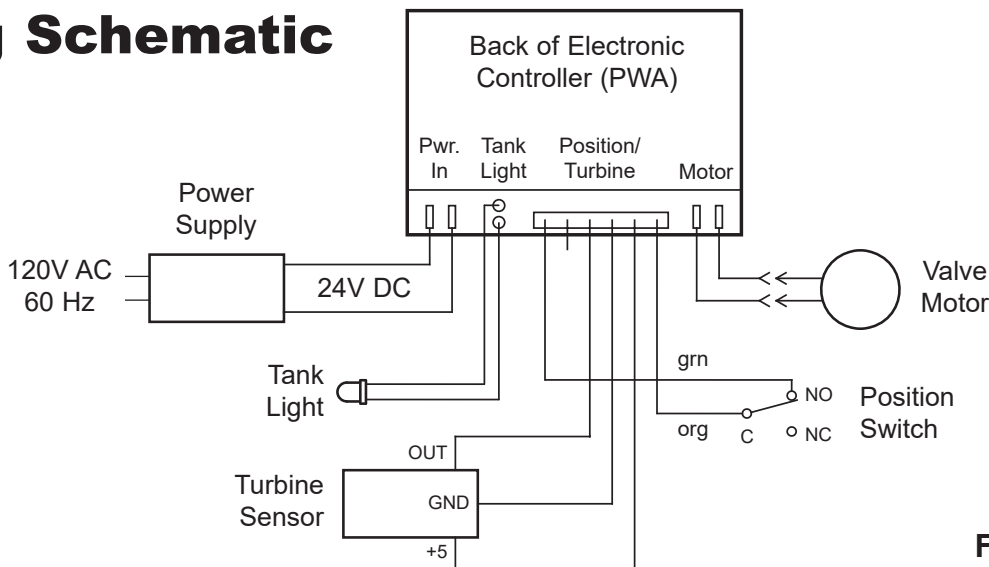 g Schematic
Back of Electronic
Controller (PWA)
Pwr.
In
Tank
Light
Position/
Turbine
Motor
Power
Supply
120V AC
60 Hz
24V DC
Valve
Motor
Tank
Light
grn
org
C
NO
NC
Position
Switch
OUT
Turbine
Sensor
GND
+5
F